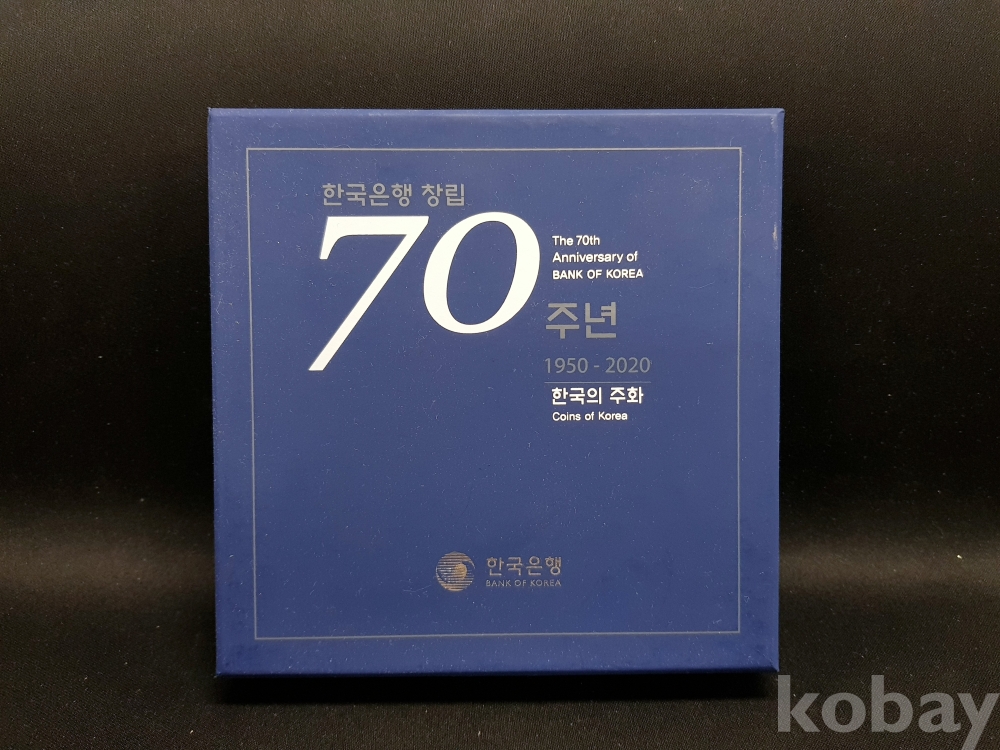 한국은행 창립
70
The 70th
Anniversary of
BANK OF KOREA
주년
1950 - 2020
한국의 주화
Coins of Korea
한국은행
BANK OF KOREA
kobay